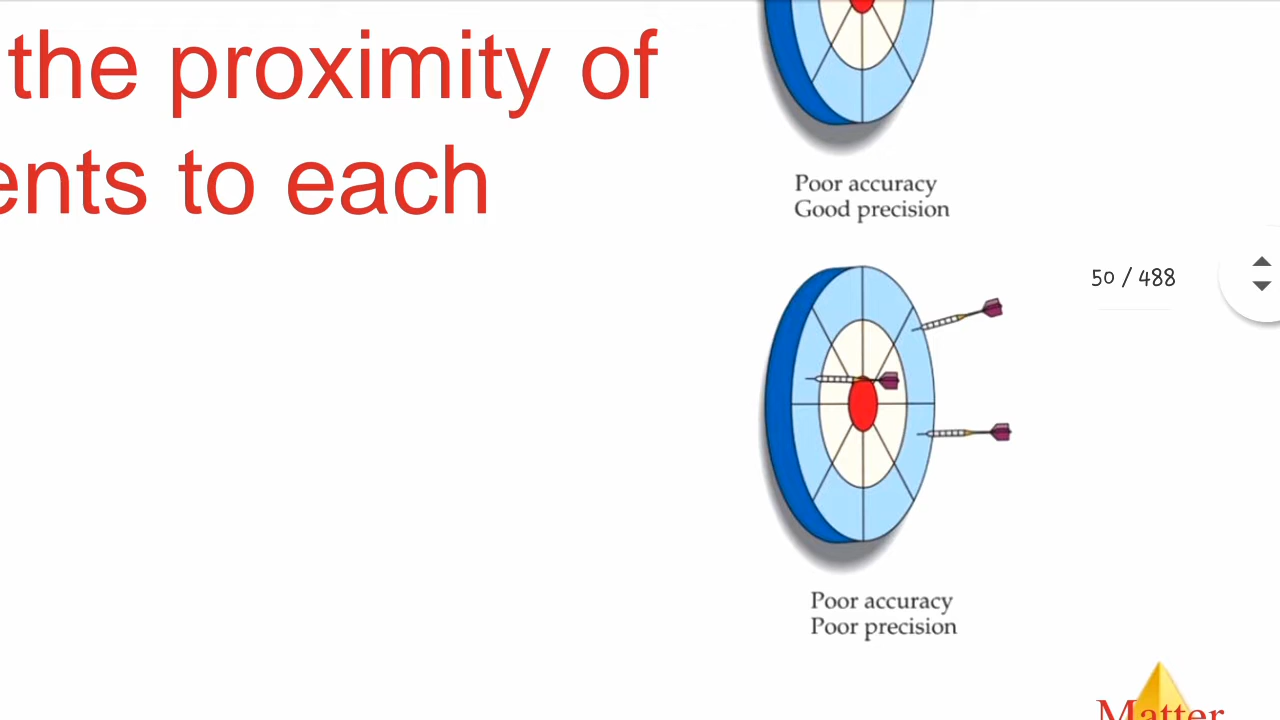 the proximity of
ents to each
Poor accuracy
Good precision
50 / 488
Poor accuracy
Poor precision
Matter